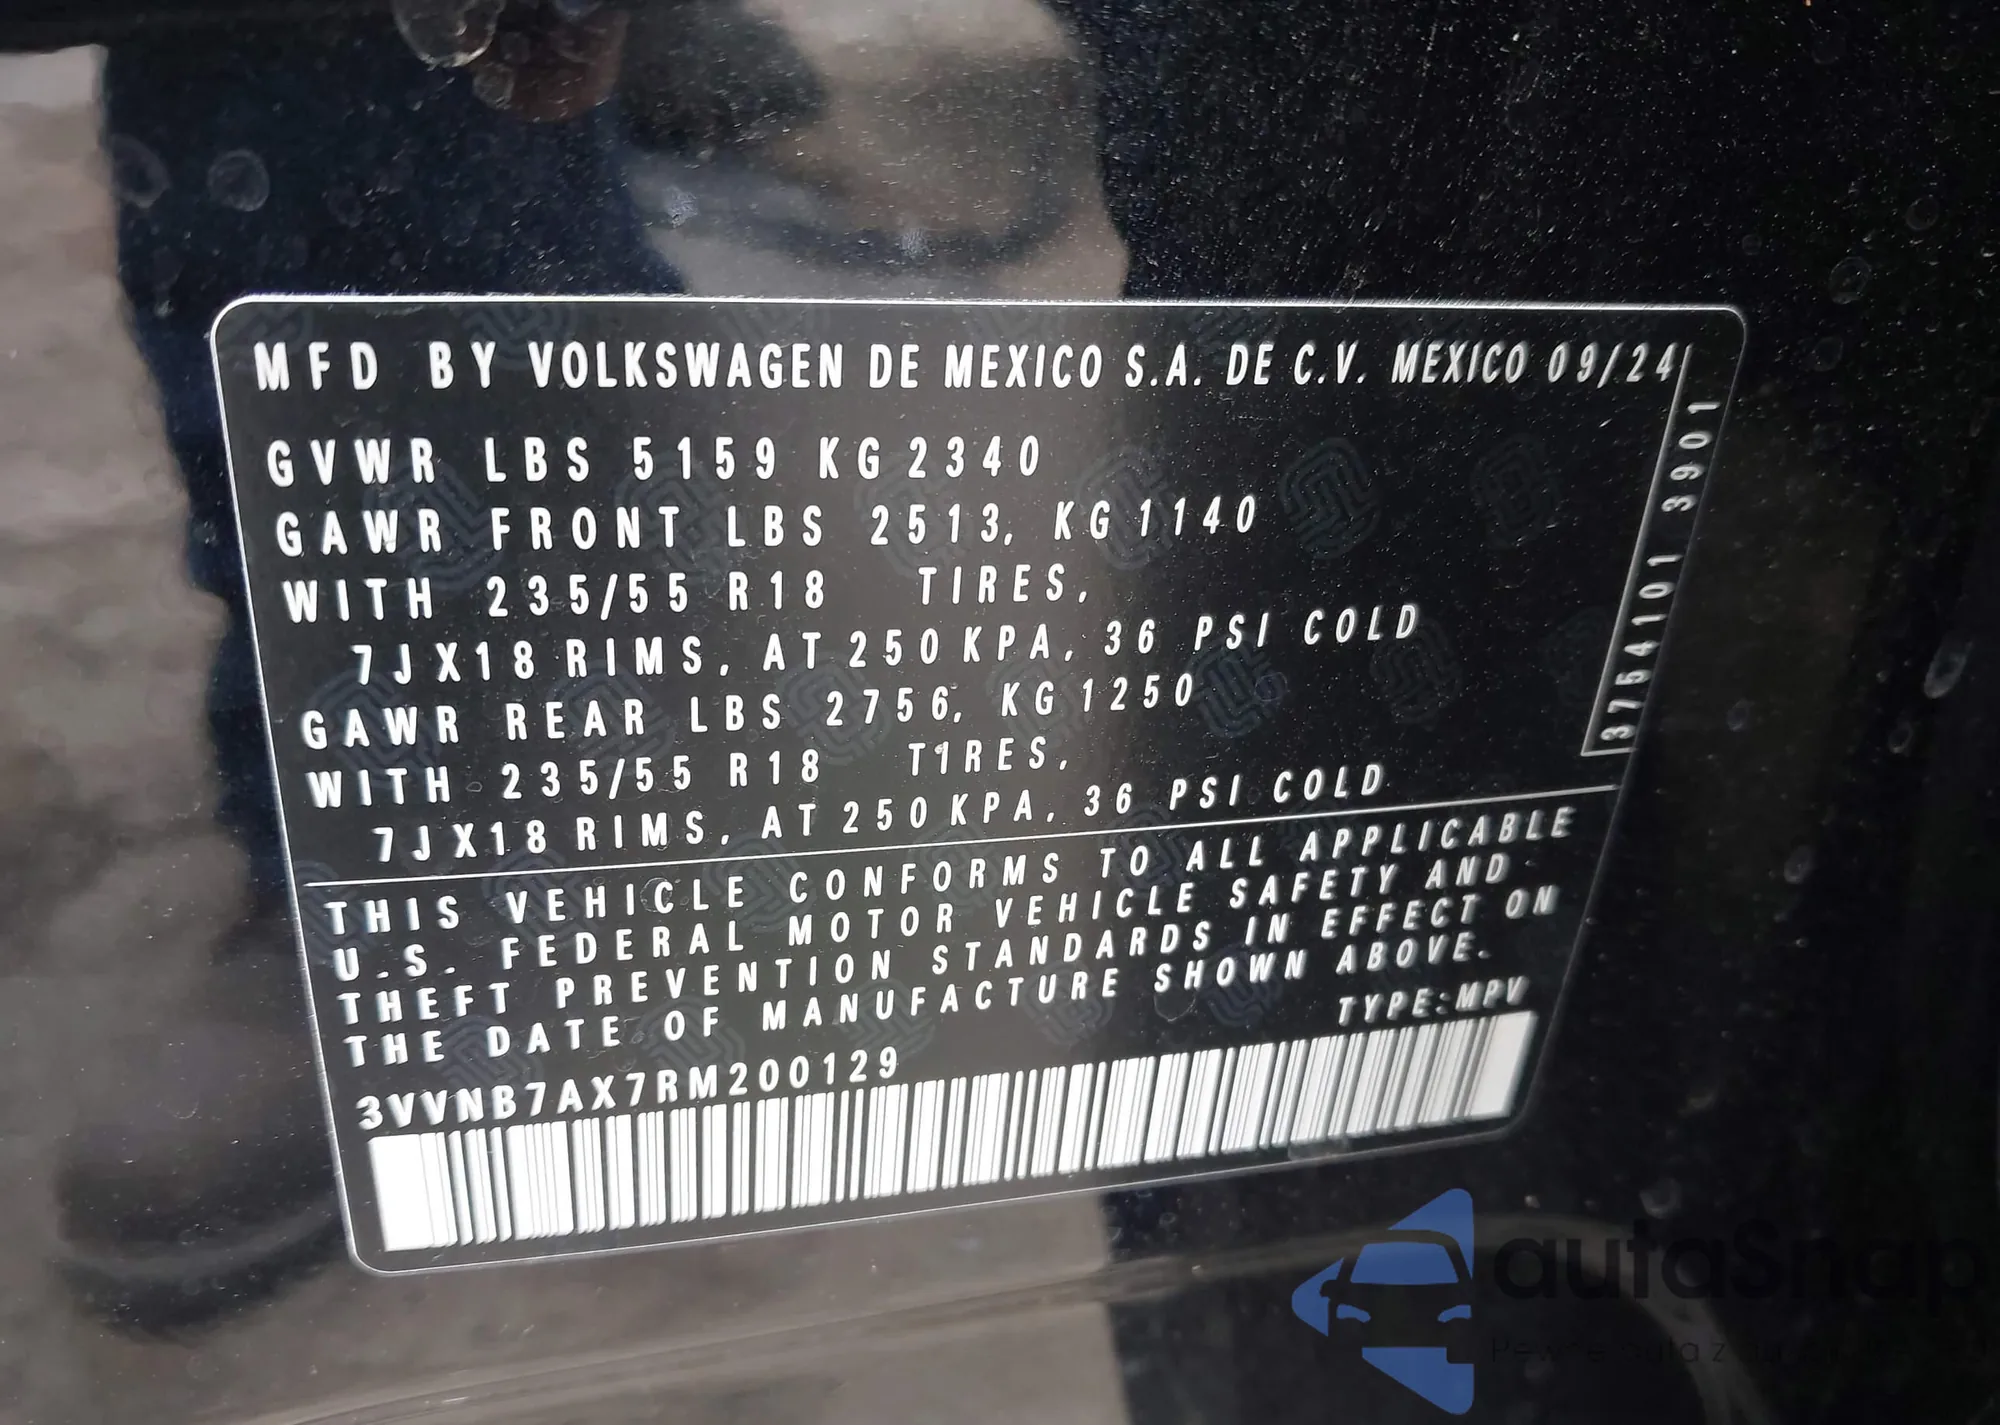 MFD BY VOLKSWAGEN DE MEXICO S.A. DE C.V. MEXICO 09/24
GVWR LBS 5159 KG 2340
GAWR FRONT LBS 2513, KG 1140
WITH 235/55 R18 TIRES,
7JX18 RIMS, AT 250 KPA, 36 PSI COLD
GAWR REAR LBS 2756, KG 1250
WITH 235/55 R18 TIRES,
7JX18 RIMS, AT 250 KPA, 36 PSI COLD
3754101 3901
THIS VEHICLE CONFORMS TO ALL APPLICABLE
U.S. FEDERAL MOTOR VEHICLE SAFETY AND
THEFT PREVENTION STANDARDS IN EFFECT ON
THE DATE OF MANUFACTURE SHOWN ABOVE.
TYPE:MPV
3VVNB7AX7RM200129
autaSnap